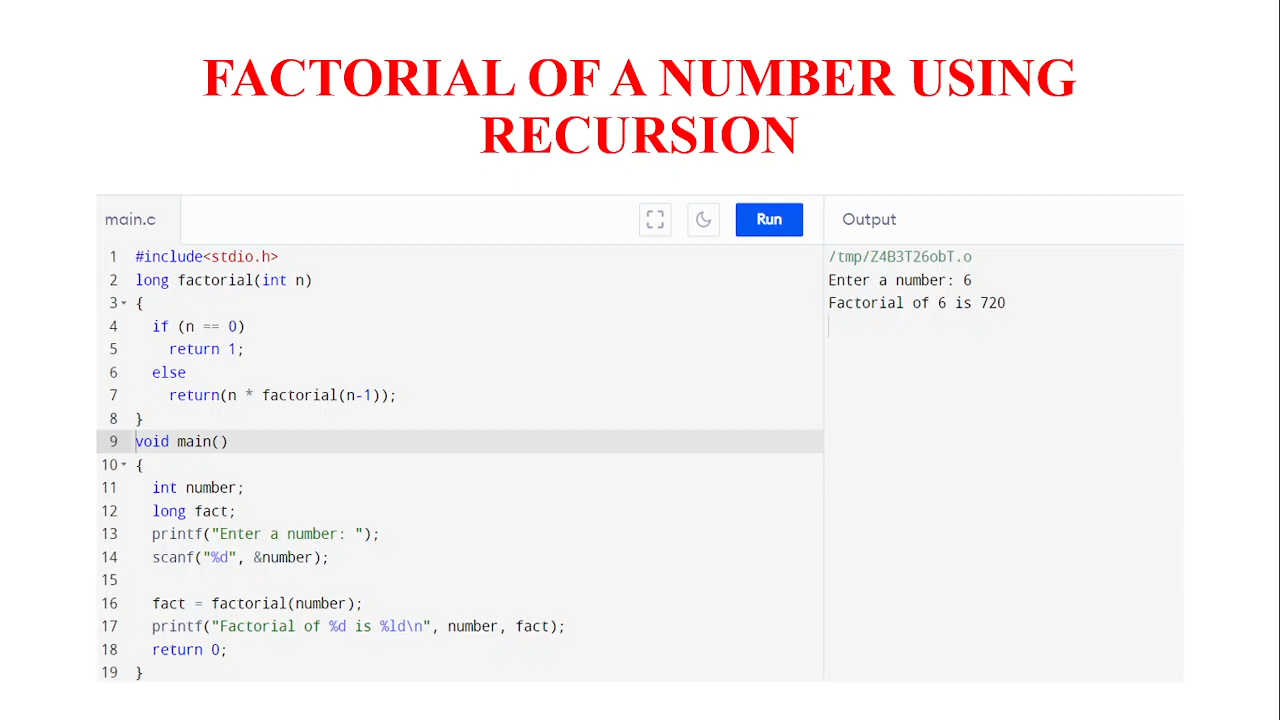 FACTORIAL OF A NUMBER USING
RECURSION
main.c
Run
Output
1 #include<stdio.h>
2 long factorial(int n)
3 {
4 if (n == 0)
5 return 1;
6 else
7 return(n * factorial(n-1));
8 }
9 void main()
10 {
11 int number;
12 long fact;
13 printf("Enter a number: ");
14 scanf("%d", &number);
15
16 fact = factorial(number);
17 printf("Factorial of %d is %ld\n", number, fact);
18 return 0;
19 }
/tmp/Z4B3T26obT.o
Enter a number: 6
Factorial of 6 is 720